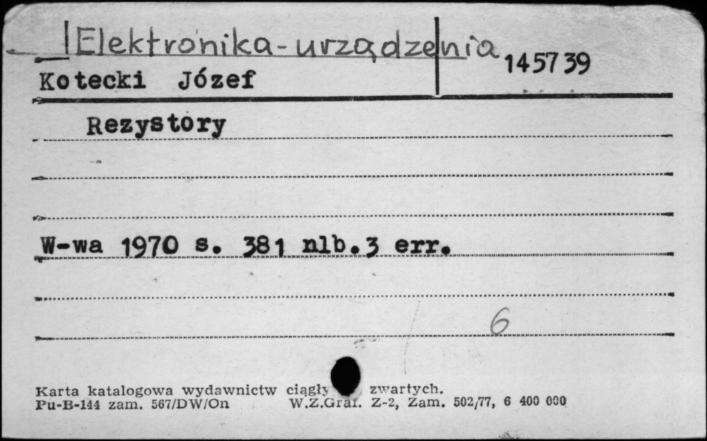 Elektronika-urządzenia
145739
Kotecki Józef
Rezystory
W-wa 1970 s. 381 nlb.3 err.
6
Karta katalogowa wydawnictw zwartych.
Pu-B-144 zam. 567/DW/On W.Z.Graf. Z-2, Zam. 502/77, 6 400 000